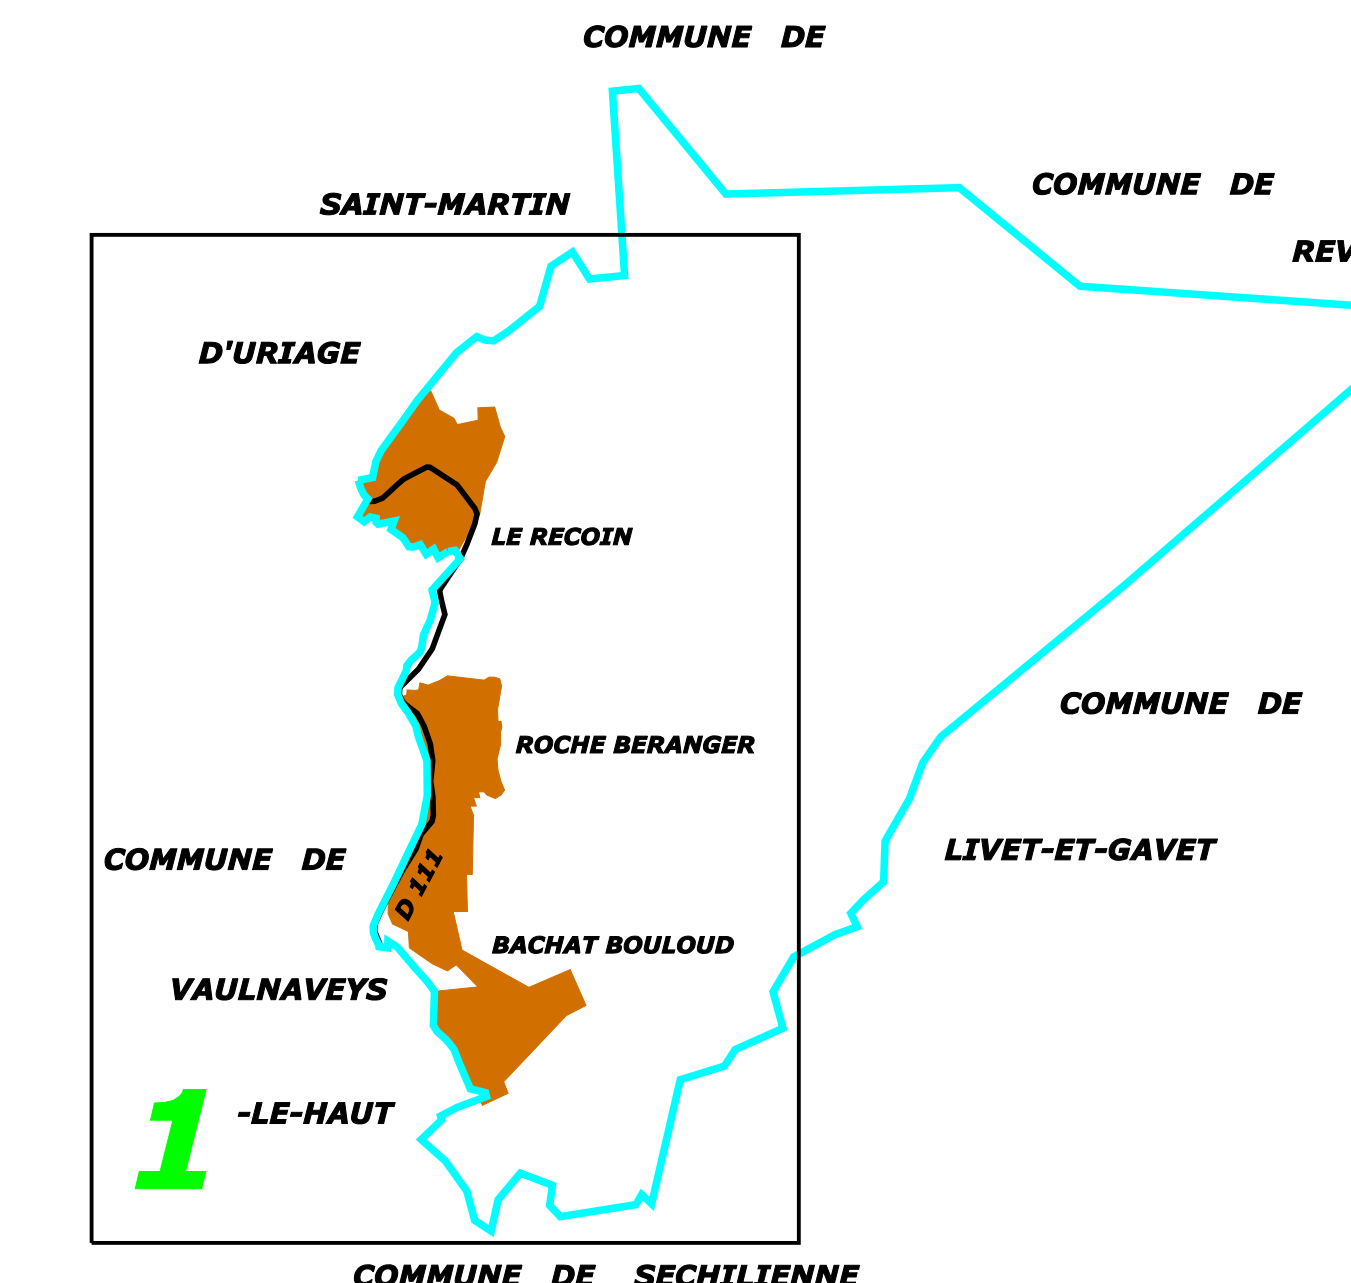 COMMUNE DE
SAINT-MARTIN
D'URIAGE
COMMUNE DE
REV
LE RECOIN
COMMUNE DE
LIVET-ET-GAVET
ROCHE BERANGER
COMMUNE DE
D 111
VAULNAVEYS
BACHAT BOULOUD
-LE-HAUT
1
COMMUNE DE SECHILIENNE